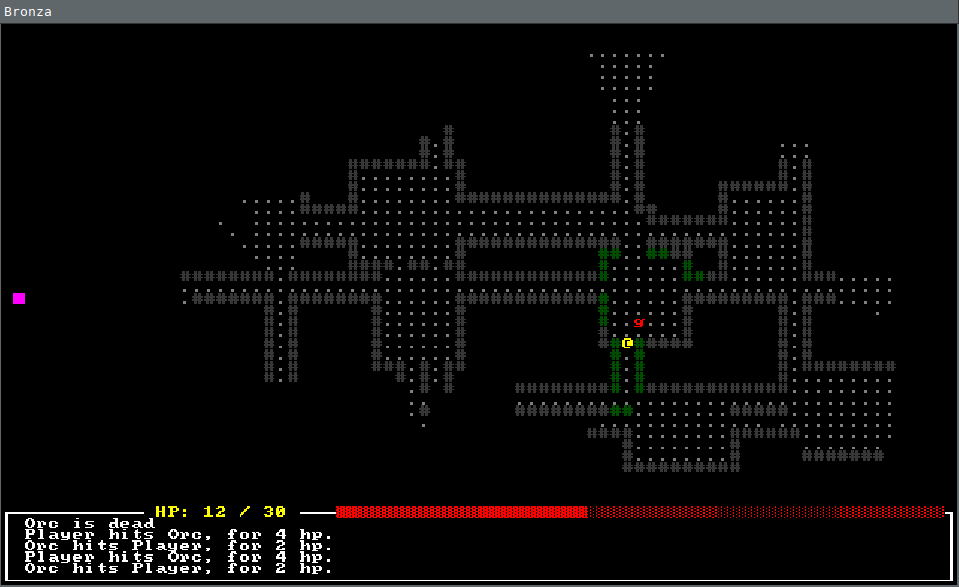 Bronza
g
HP: 12 / 30
Orc is dead
Player hits Orc, for 4 hp.
Orc hits Player, for 2 hp.
Player hits Orc, for 4 hp.
Orc hits Player, for 2 hp.